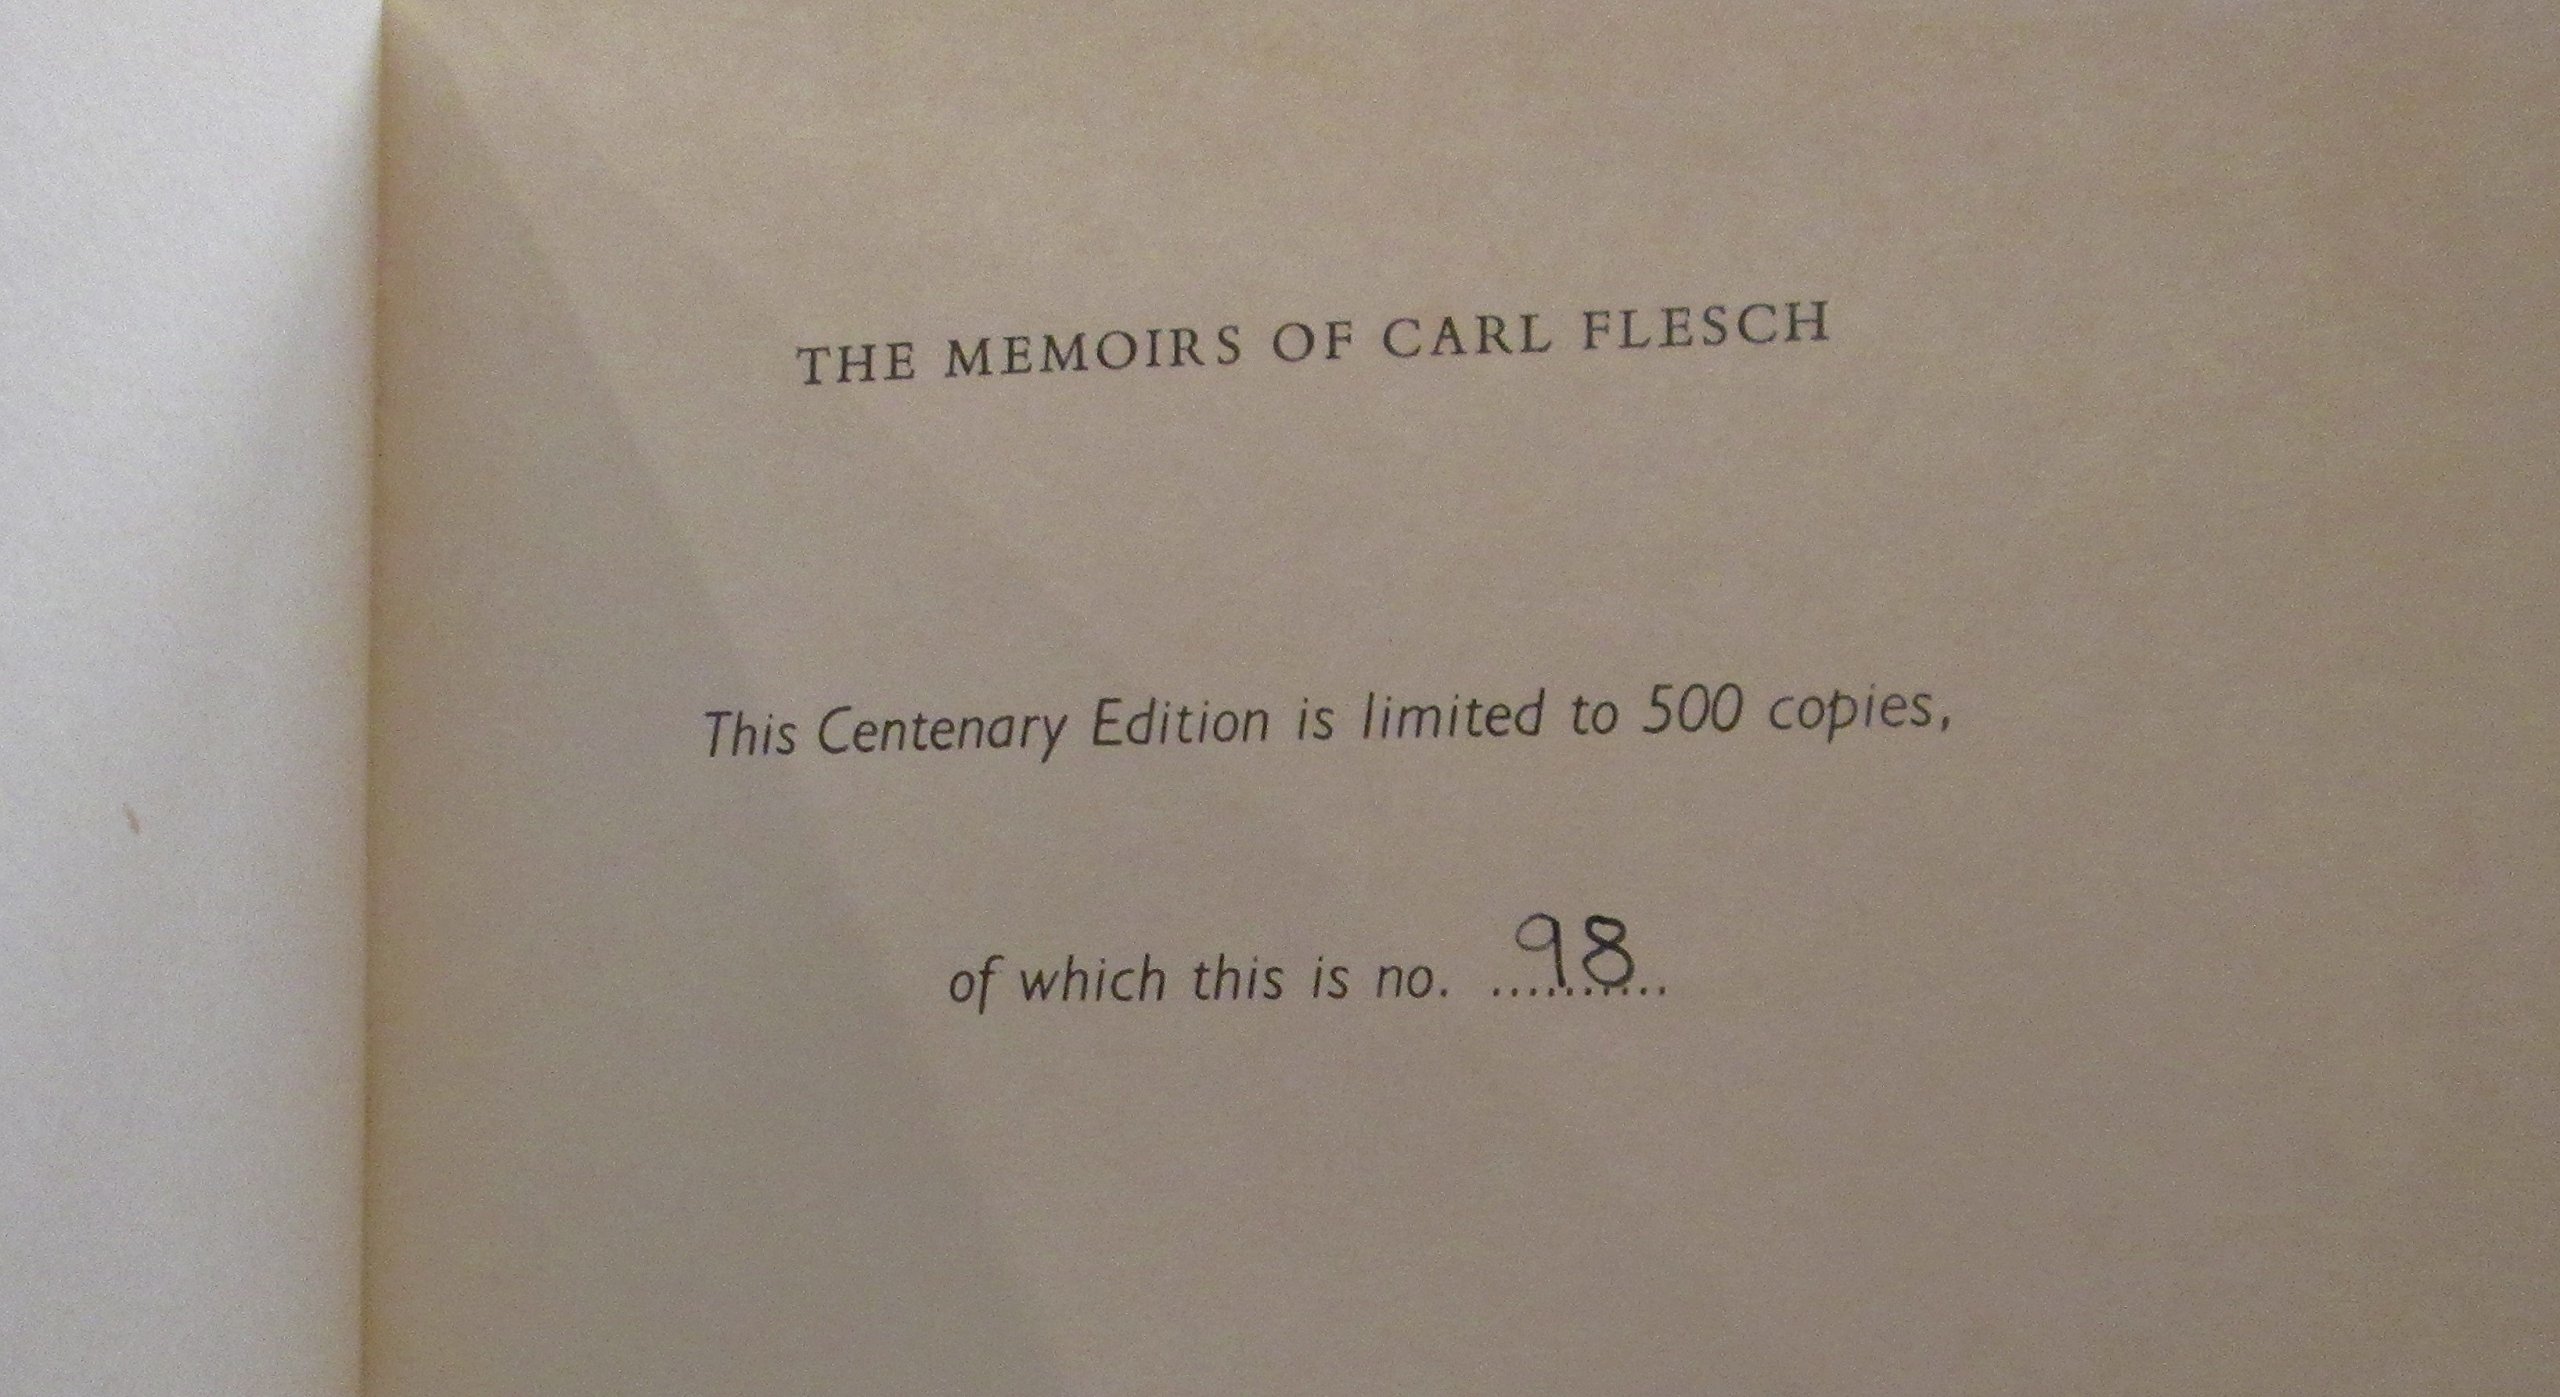 THE MEMOIRS OF CARL FLESCH
This Centenary Edition is limited to 500 copies,
of which this is no. ....98....